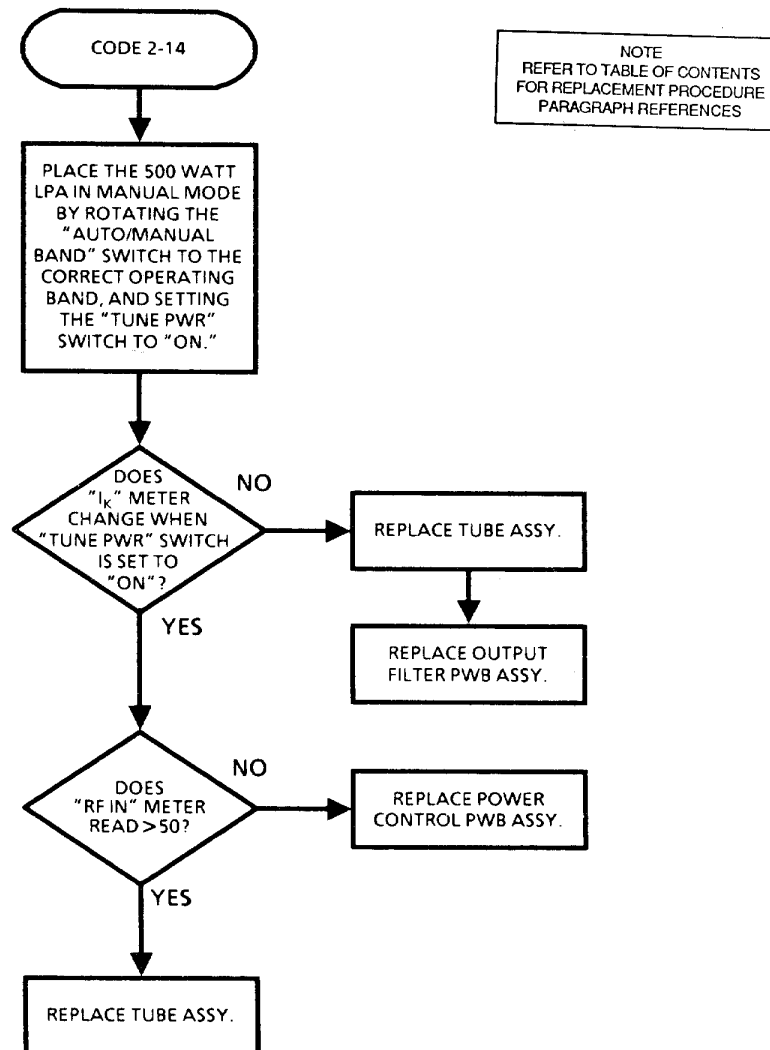 CODE 2-14
NOTE
REFER TO TABLE OF CONTENTS
FOR REPLACEMENT PROCEDURE
PARAGRAPH REFERENCES
PLACE THE 500 WATT
LPA IN MANUAL MODE
BY ROTATING THE
"AUTO/MANUAL
BAND" SWITCH TO THE
CORRECT OPERATING
BAND, AND SETTING
THE "TUNE PWR"
SWITCH TO "ON."
DOES
"IK" METER
CHANGE WHEN
"TUNE PWR" SWITCH
IS SET TO
"ON"?
NO
REPLACE TUBE ASSY.
REPLACE OUTPUT
FILTER PWB ASSY.
YES
DOES
"RF IN" METER
READ >50?
NO
REPLACE POWER
CONTROL PWB ASSY.
YES
REPLACE TUBE ASSY.